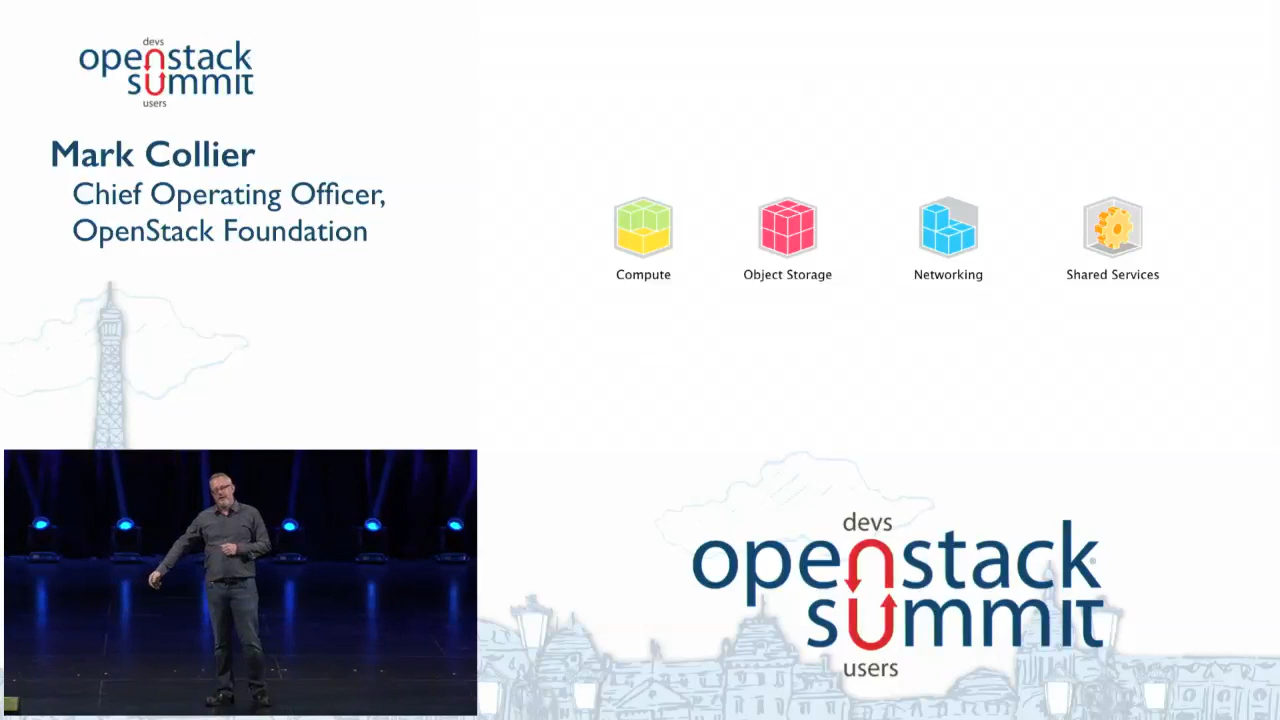 devs
openstack
summit
users
Mark Collier
Chief Operating Officer,
OpenStack Foundation
Compute
Object Storage
Networking
Shared Services
devs
openstack
summit
users